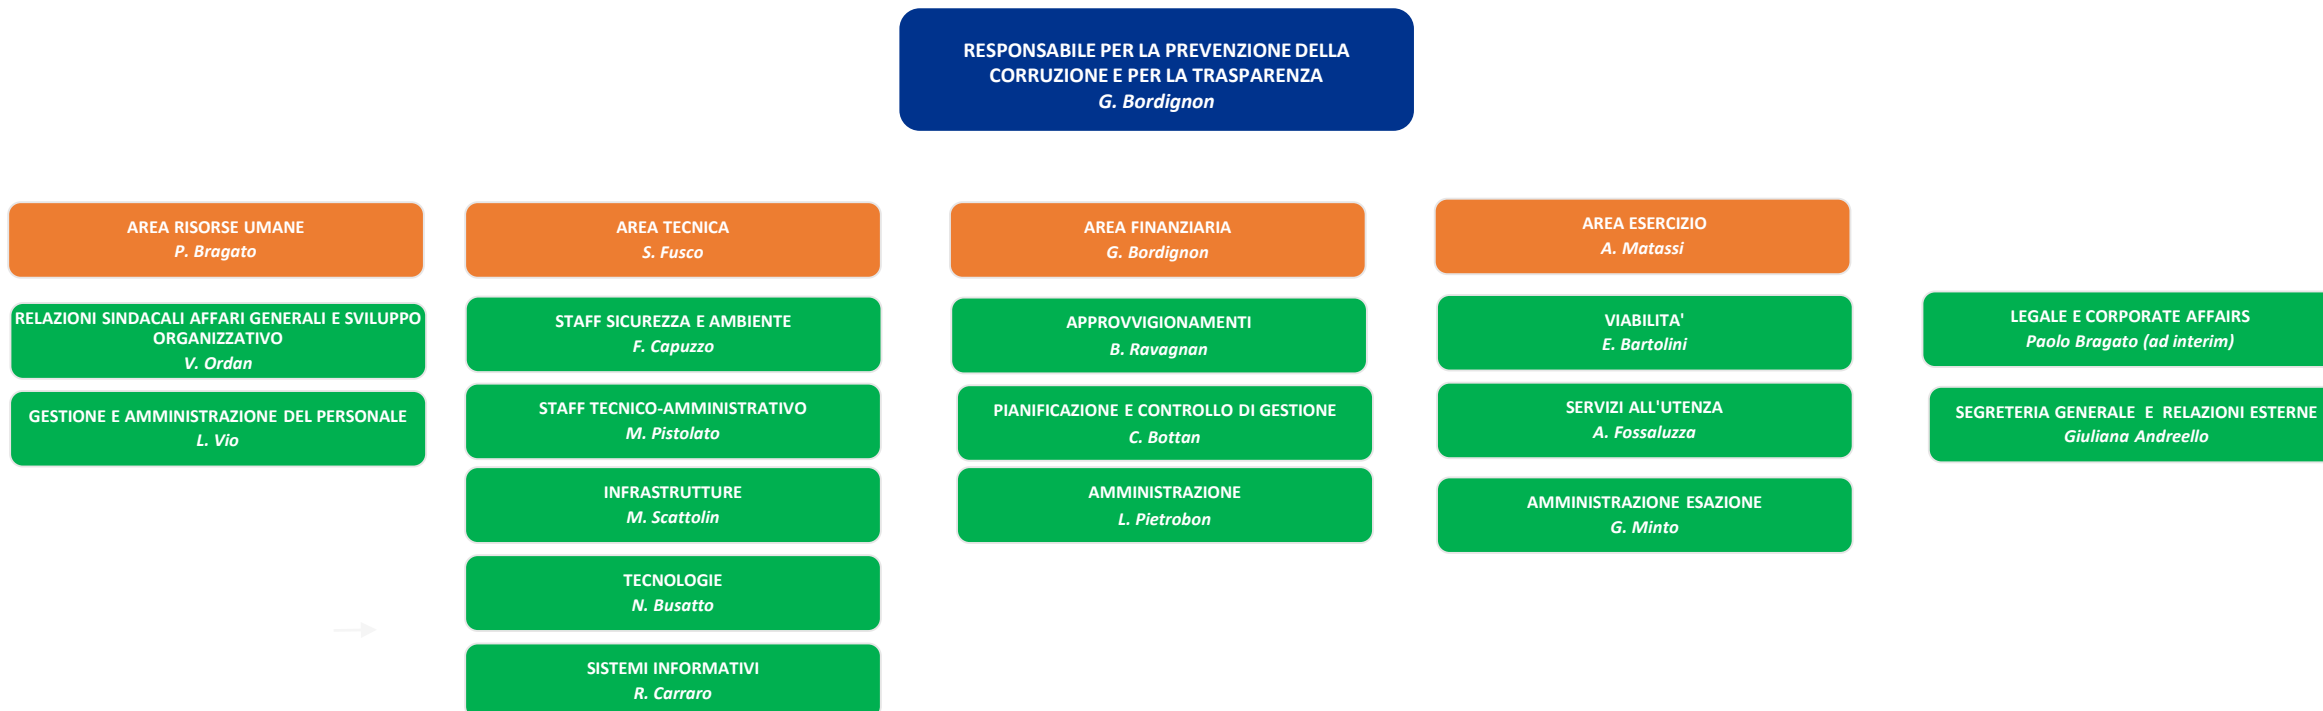 RESPONSABILE PER LA PREVENZIONE DELLA
CORRUZIONE E PER LA TRASPARENZA
G. Bordignon
AREA RISORSE UMANE
P. Bragato
RELAZIONI SINDACALI AFFARI GENERALI E SVILUPPO
ORGANIZZATIVO
V. Ordan
GESTIONE E AMMINISTRAZIONE DEL PERSONALE
L. Vio
AREA TECNICA
S. Fusco
STAFF SICUREZZA E AMBIENTE
F. Capuzzo
STAFF TECNICO-AMMINISTRATIVO
M. Pistolato
INFRASTRUTTURE
M. Scattolin
TECNOLOGIE
N. Busatto
SISTEMI INFORMATIVI
R. Carraro
AREA FINANZIARIA
G. Bordignon
APPROVVIGIONAMENTI
B. Ravagnan
PIANIFICAZIONE E CONTROLLO DI GESTIONE
C. Bottan
AMMINISTRAZIONE
L. Pietrobon
AREA ESERCIZIO
A. Matassi
VIABILITA'
E. Bartolini
SERVIZI ALL'UTENZA
A. Fossaluzza
AMMINISTRAZIONE ESAZIONE
G. Minto
LEGALE E CORPORATE AFFAIRS
Paolo Bragato (ad interim)
SEGRETERIA GENERALE E RELAZIONI ESTERNE
Giuliana Andreello